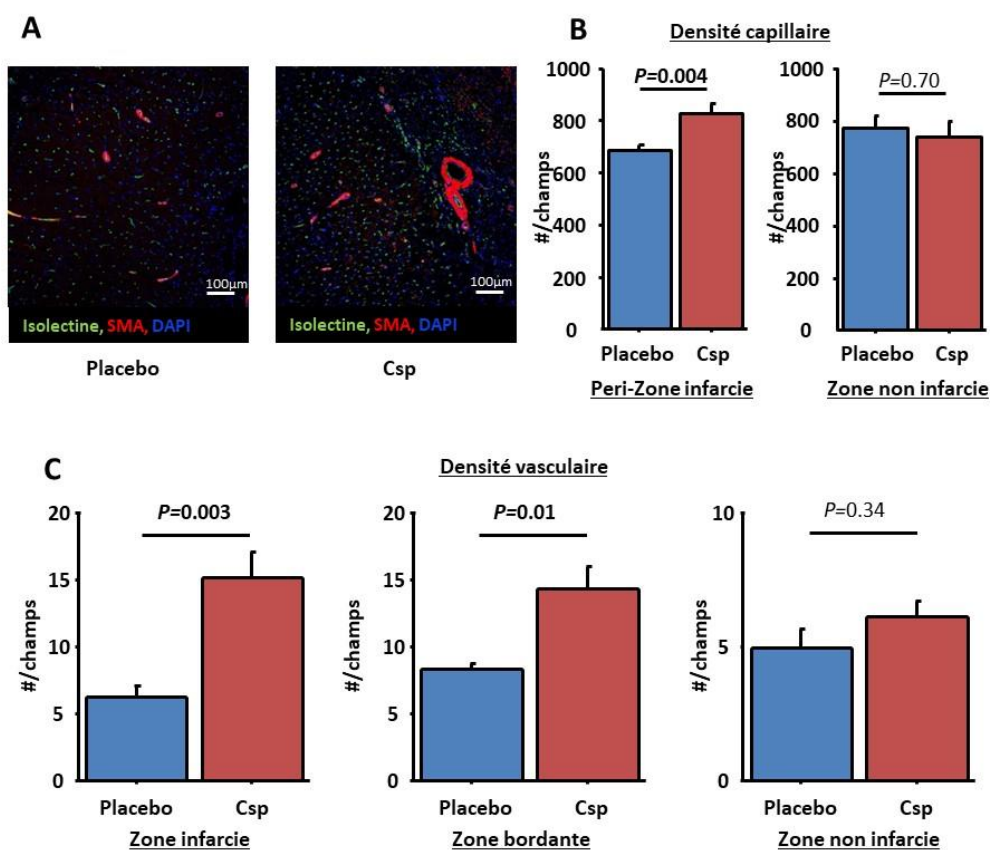 A
100µm
Isolectine, SMA, DAPI
Placebo
100µm
Isolectine, SMA, DAPI
Csp
B
Densité capillaire
P=0.004
#/champs
1000
800
600
400
200
0
Placebo
Csp
Peri-Zone infarcie
P=0.70
#/champs
1000
800
600
400
200
0
Placebo
Csp
Zone non infarcie
C
Densité vasculaire
P=0.003
#/champs
20
15
10
5
0
Placebo
Csp
Zone infarcie
P=0.01
#/champs
20
15
10
5
0
Placebo
Csp
Zone bordante
P=0.34
#/champs
10
5
0
Placebo
Csp
Zone non infarcie